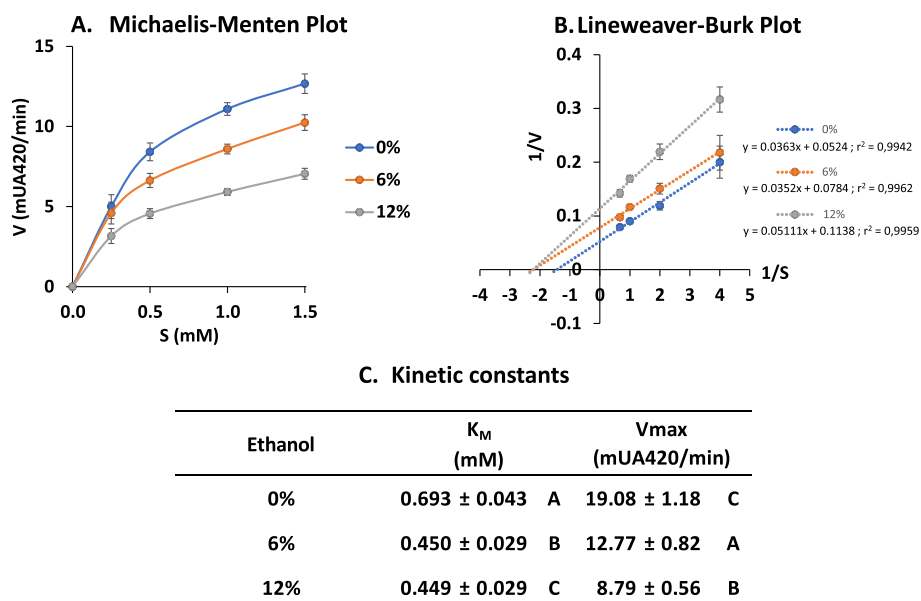 A. Michaelis-Menten Plot
15
10
5
0
V (mUA420/min)
0.0 0.5 1.0 1.5
S (mM)
0%
6%
12%
B. Lineweaver-Burk Plot
0.4
0.3
0.2
0.1
0
-0.1
1/V
-4 -3 -2 -1 0 1 2 3 4 5
1/S
0%
y = 0.0363x + 0.0524 ; r² = 0,9942
6%
y = 0.0352x + 0.0784 ; r² = 0,9962
12%
y = 0.05111x + 0.1138 ; r² = 0,9959
C. Kinetic constants
Ethanol KM (mM) Vmax (mUA420/min)
0% 0.693 ± 0.043 A 19.08 ± 1.18 C
6% 0.450 ± 0.029 B 12.77 ± 0.82 A
12% 0.449 ± 0.029 C 8.79 ± 0.56 B